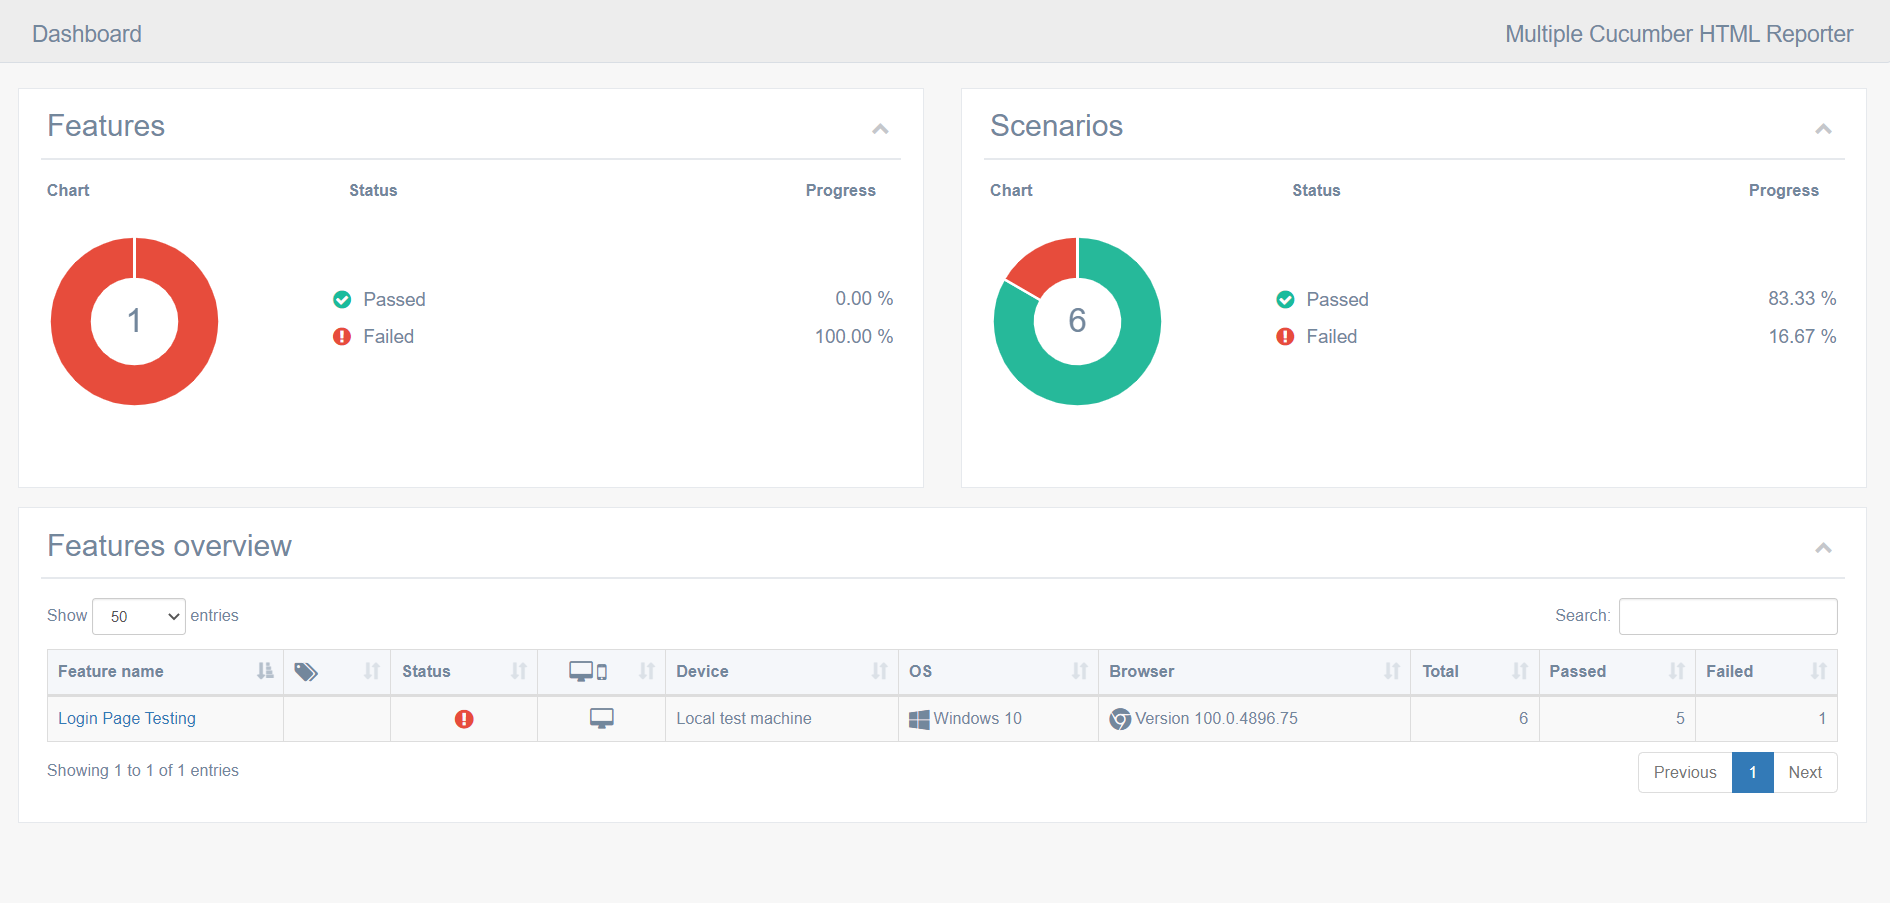 Dashboard
Multiple Cucumber HTML Reporter
Features
Chart Status Progress
1
Passed 0.00 %
Failed 100.00 %
Scenarios
Chart Status Progress
6
Passed 83.33 %
Failed 16.67 %
Features overview
Show 50 entries
Search:
Feature name Status Device OS Browser Total Passed Failed
Login Page Testing Local test machine Windows 10 Version 100.0.4896.75 6 5 1
Showing 1 to 1 of 1 entries
Previous 1 Next